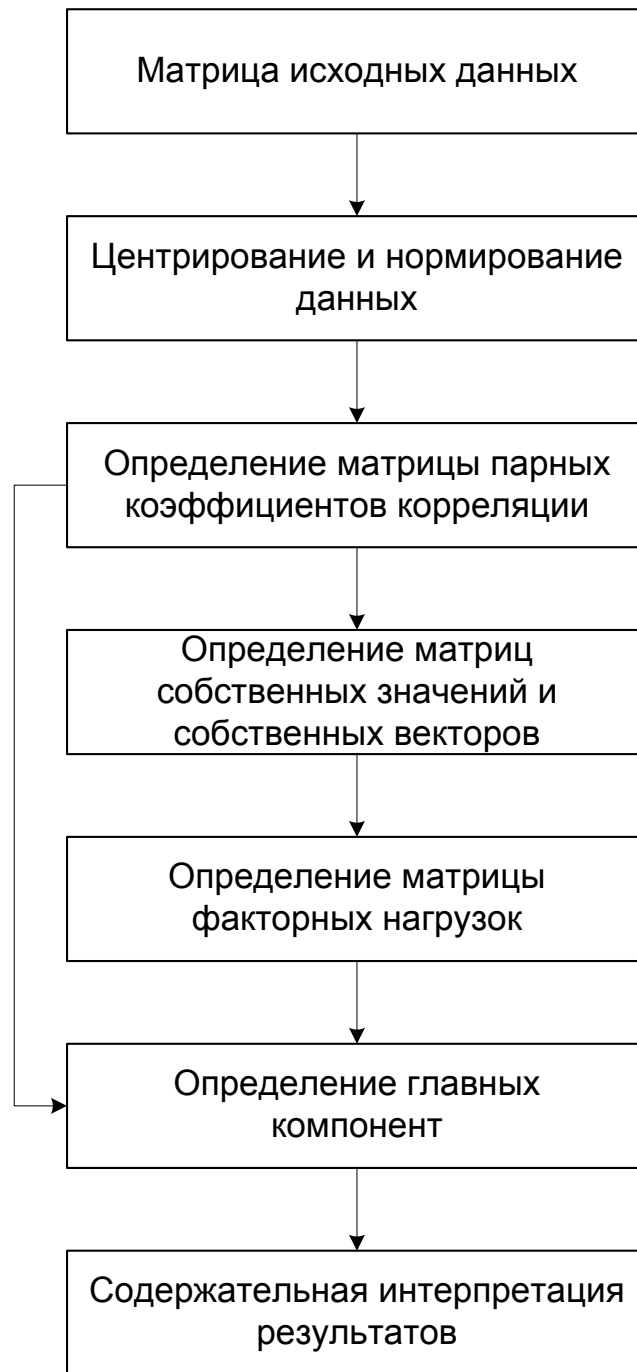 Матрица исходных данных
Центрирование и нормирование
данных
Определение матрицы парных
коэффициентов корреляции
Определение матриц
собственных значений и
собственных векторов
Определение матрицы
факторных нагрузок
Определение главных
компонент
Содержательная интерпретация
результатов